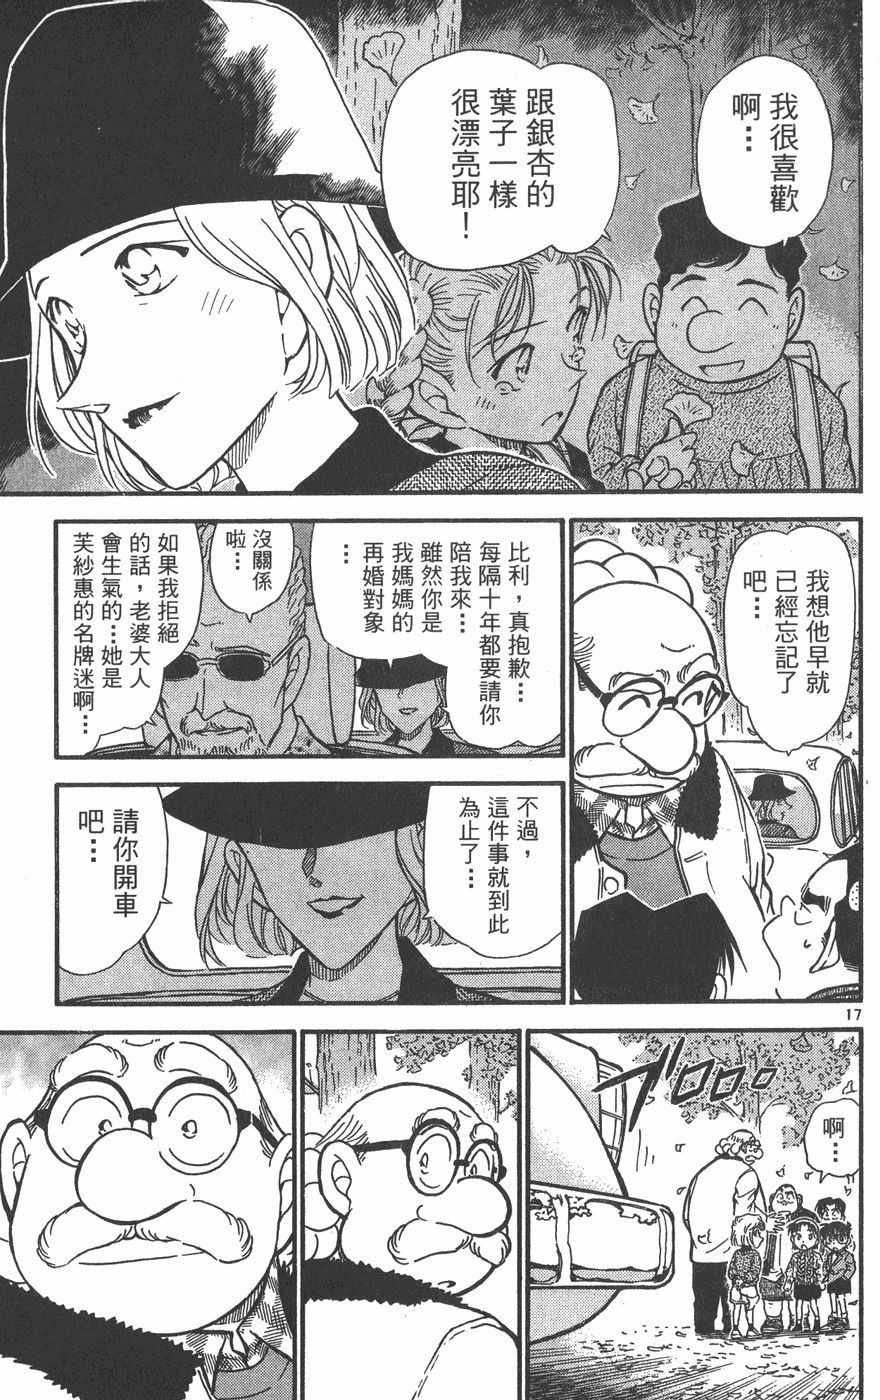 我很喜歡
啊…
跟銀杏的
葉子一樣
很漂亮耶！
我想他早就
已經忘記了
吧…
比利，真抱歉…
每隔十年都要請你
陪我來…
雖然你是
我媽媽的
再婚對象
…
沒關係
啦…
如果我拒絕
的話，老婆大人
會生氣的…她是
芙紗惠的名牌迷啊…
不過，
這件事就到此
為止了…
請你開車
吧…
17
啊…
ブロロロ